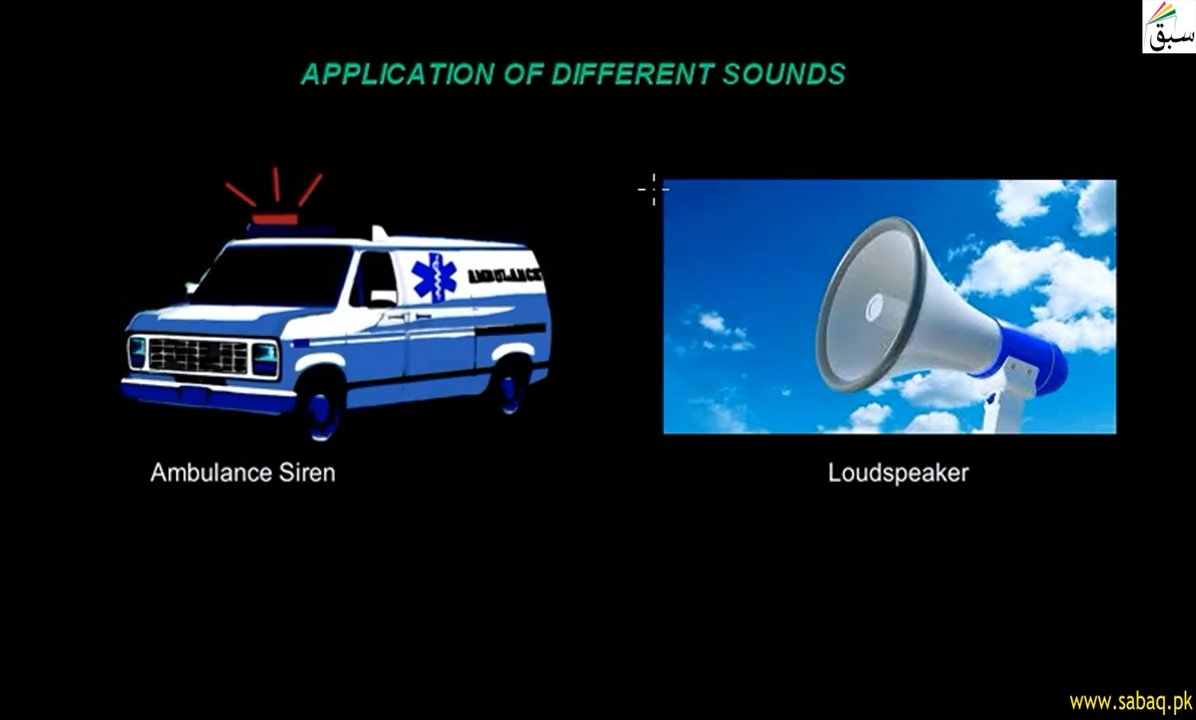 سبق
APPLICATION OF DIFFERENT SOUNDS
AMBULANCE
Ambulance Siren
Loudspeaker
www.sabaq.pk